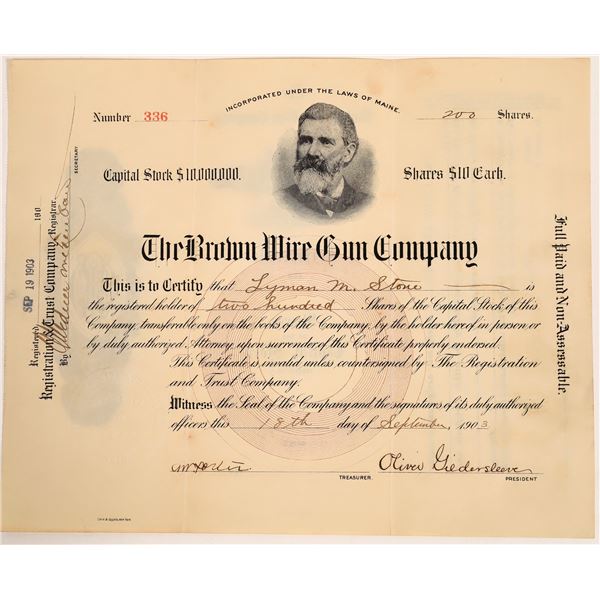 INCORPORATED UNDER THE LAWS OF MAINE.
Number 336
200 Shares.
Capital Stock $10,000,000.
Shares $10 Each.
The Brown Wire Gun Company
This is to Certify that Lyman M. Stone is
the registered holder of two hundred Shares of the Capital Stock of this
Company, transferable only on the books of the Company, by the holder hereof in person or
by duly authorized Attorney upon surrender of this Certificate properly endorsed.
This Certificate is invalid unless countersigned by The Registration
and Trust Company.
Witness the Seal of the Company and the signatures of its duly authorized
officers this 18th day of September, 1903
TREASURER.
Oliver Gildersleeve
PRESIDENT
Registered SEP 19 1903 190
Registration & Trust Company, Registrar.
By
SECRETARY
Full Paid and Non-Assessable.